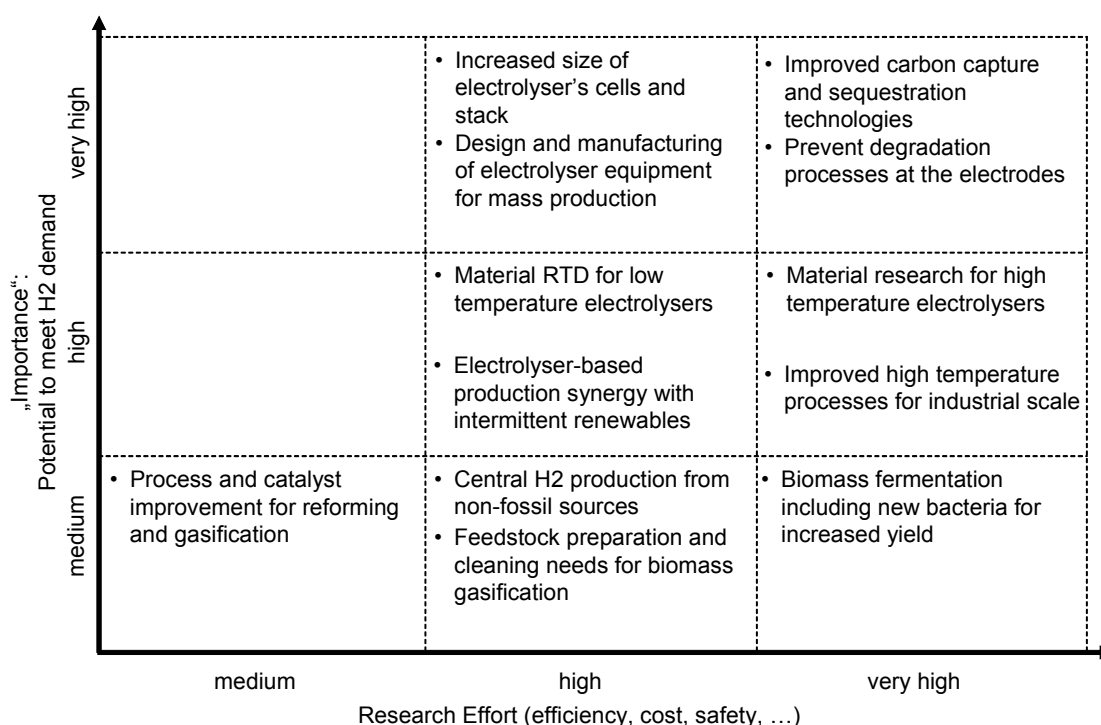 „Importance“:
Potential to meet H2 demand
very high
• Increased size of
electrolyser’s cells and
stack
• Design and manufacturing
of electrolyser equipment
for mass production
• Improved carbon capture
and sequestration
technologies
• Prevent degradation
processes at the electrodes
high
• Material RTD for low
temperature electrolysers
• Electrolyser-based
production synergy with
intermittent renewables
• Material research for high
temperature electrolysers
• Improved high temperature
processes for industrial scale
medium
• Process and catalyst
improvement for reforming
and gasification
• Central H2 production from
non-fossil sources
• Feedstock preparation and
cleaning needs for biomass
gasification
• Biomass fermentation
including new bacteria for
increased yield
medium
high
very high
Research Effort (efficiency, cost, safety, …)